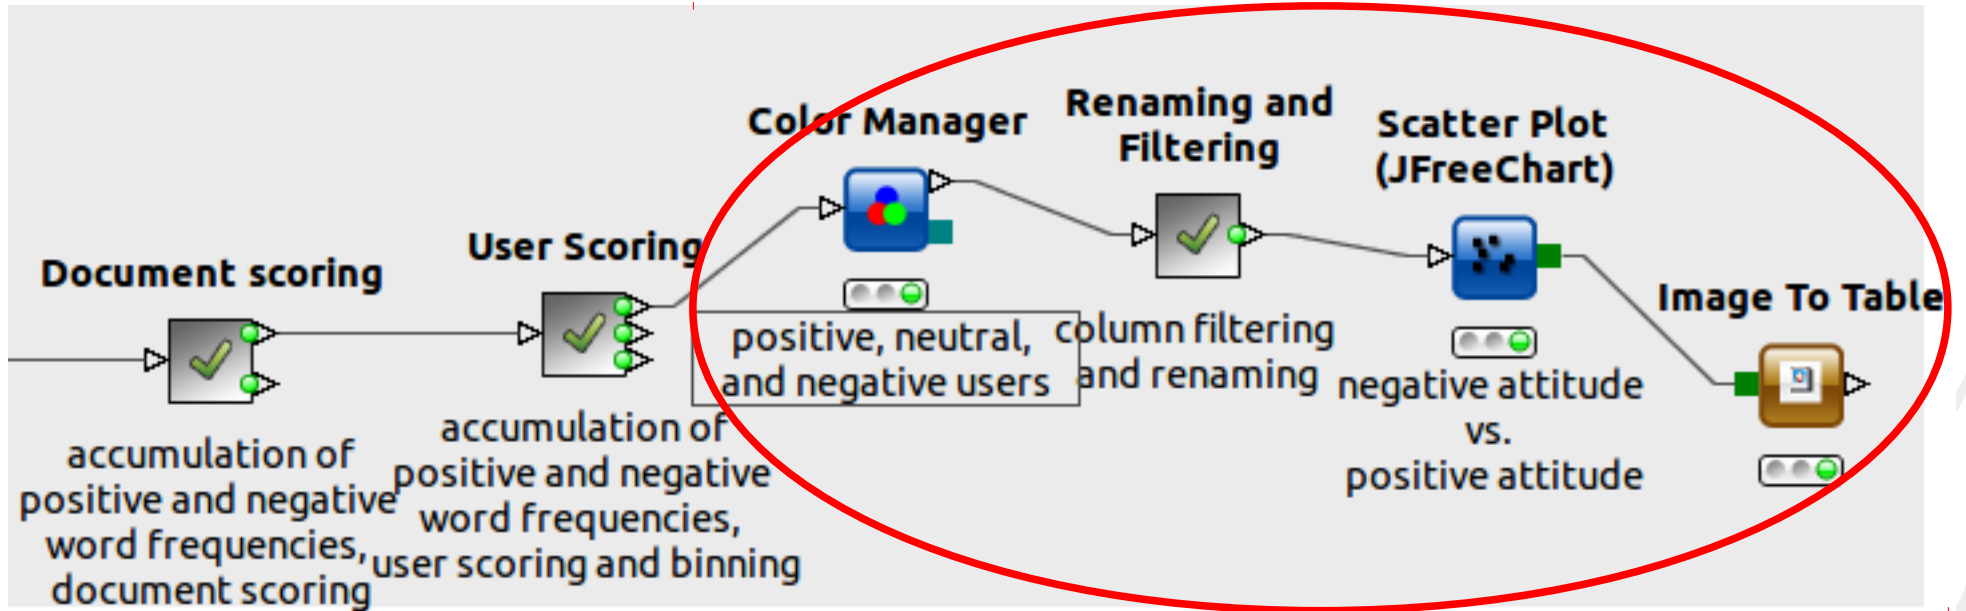 Document scoring
accumulation of
positive and negative
word frequencies,
document scoring
User Scoring
accumulation of
positive and negative
word frequencies,
user scoring and binning
Color Manager
positive, neutral,
and negative users
Renaming and
Filtering
column filtering
and renaming
Scatter Plot
(JFreeChart)
negative attitude
vs.
positive attitude
Image To Table